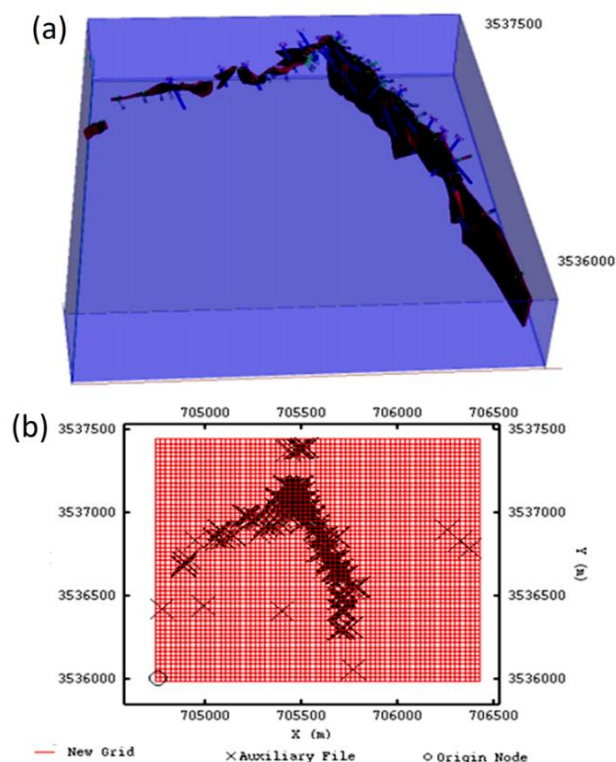 (a)
3537500
3536000
(b)
705000 705500 706000 706500
3537500 3537500
3537000 3537000
3536500 3536500
3536000 3536000
Y (m)
705000 705500 706000 706500
X (m)
New Grid Auxiliary File Origin Node